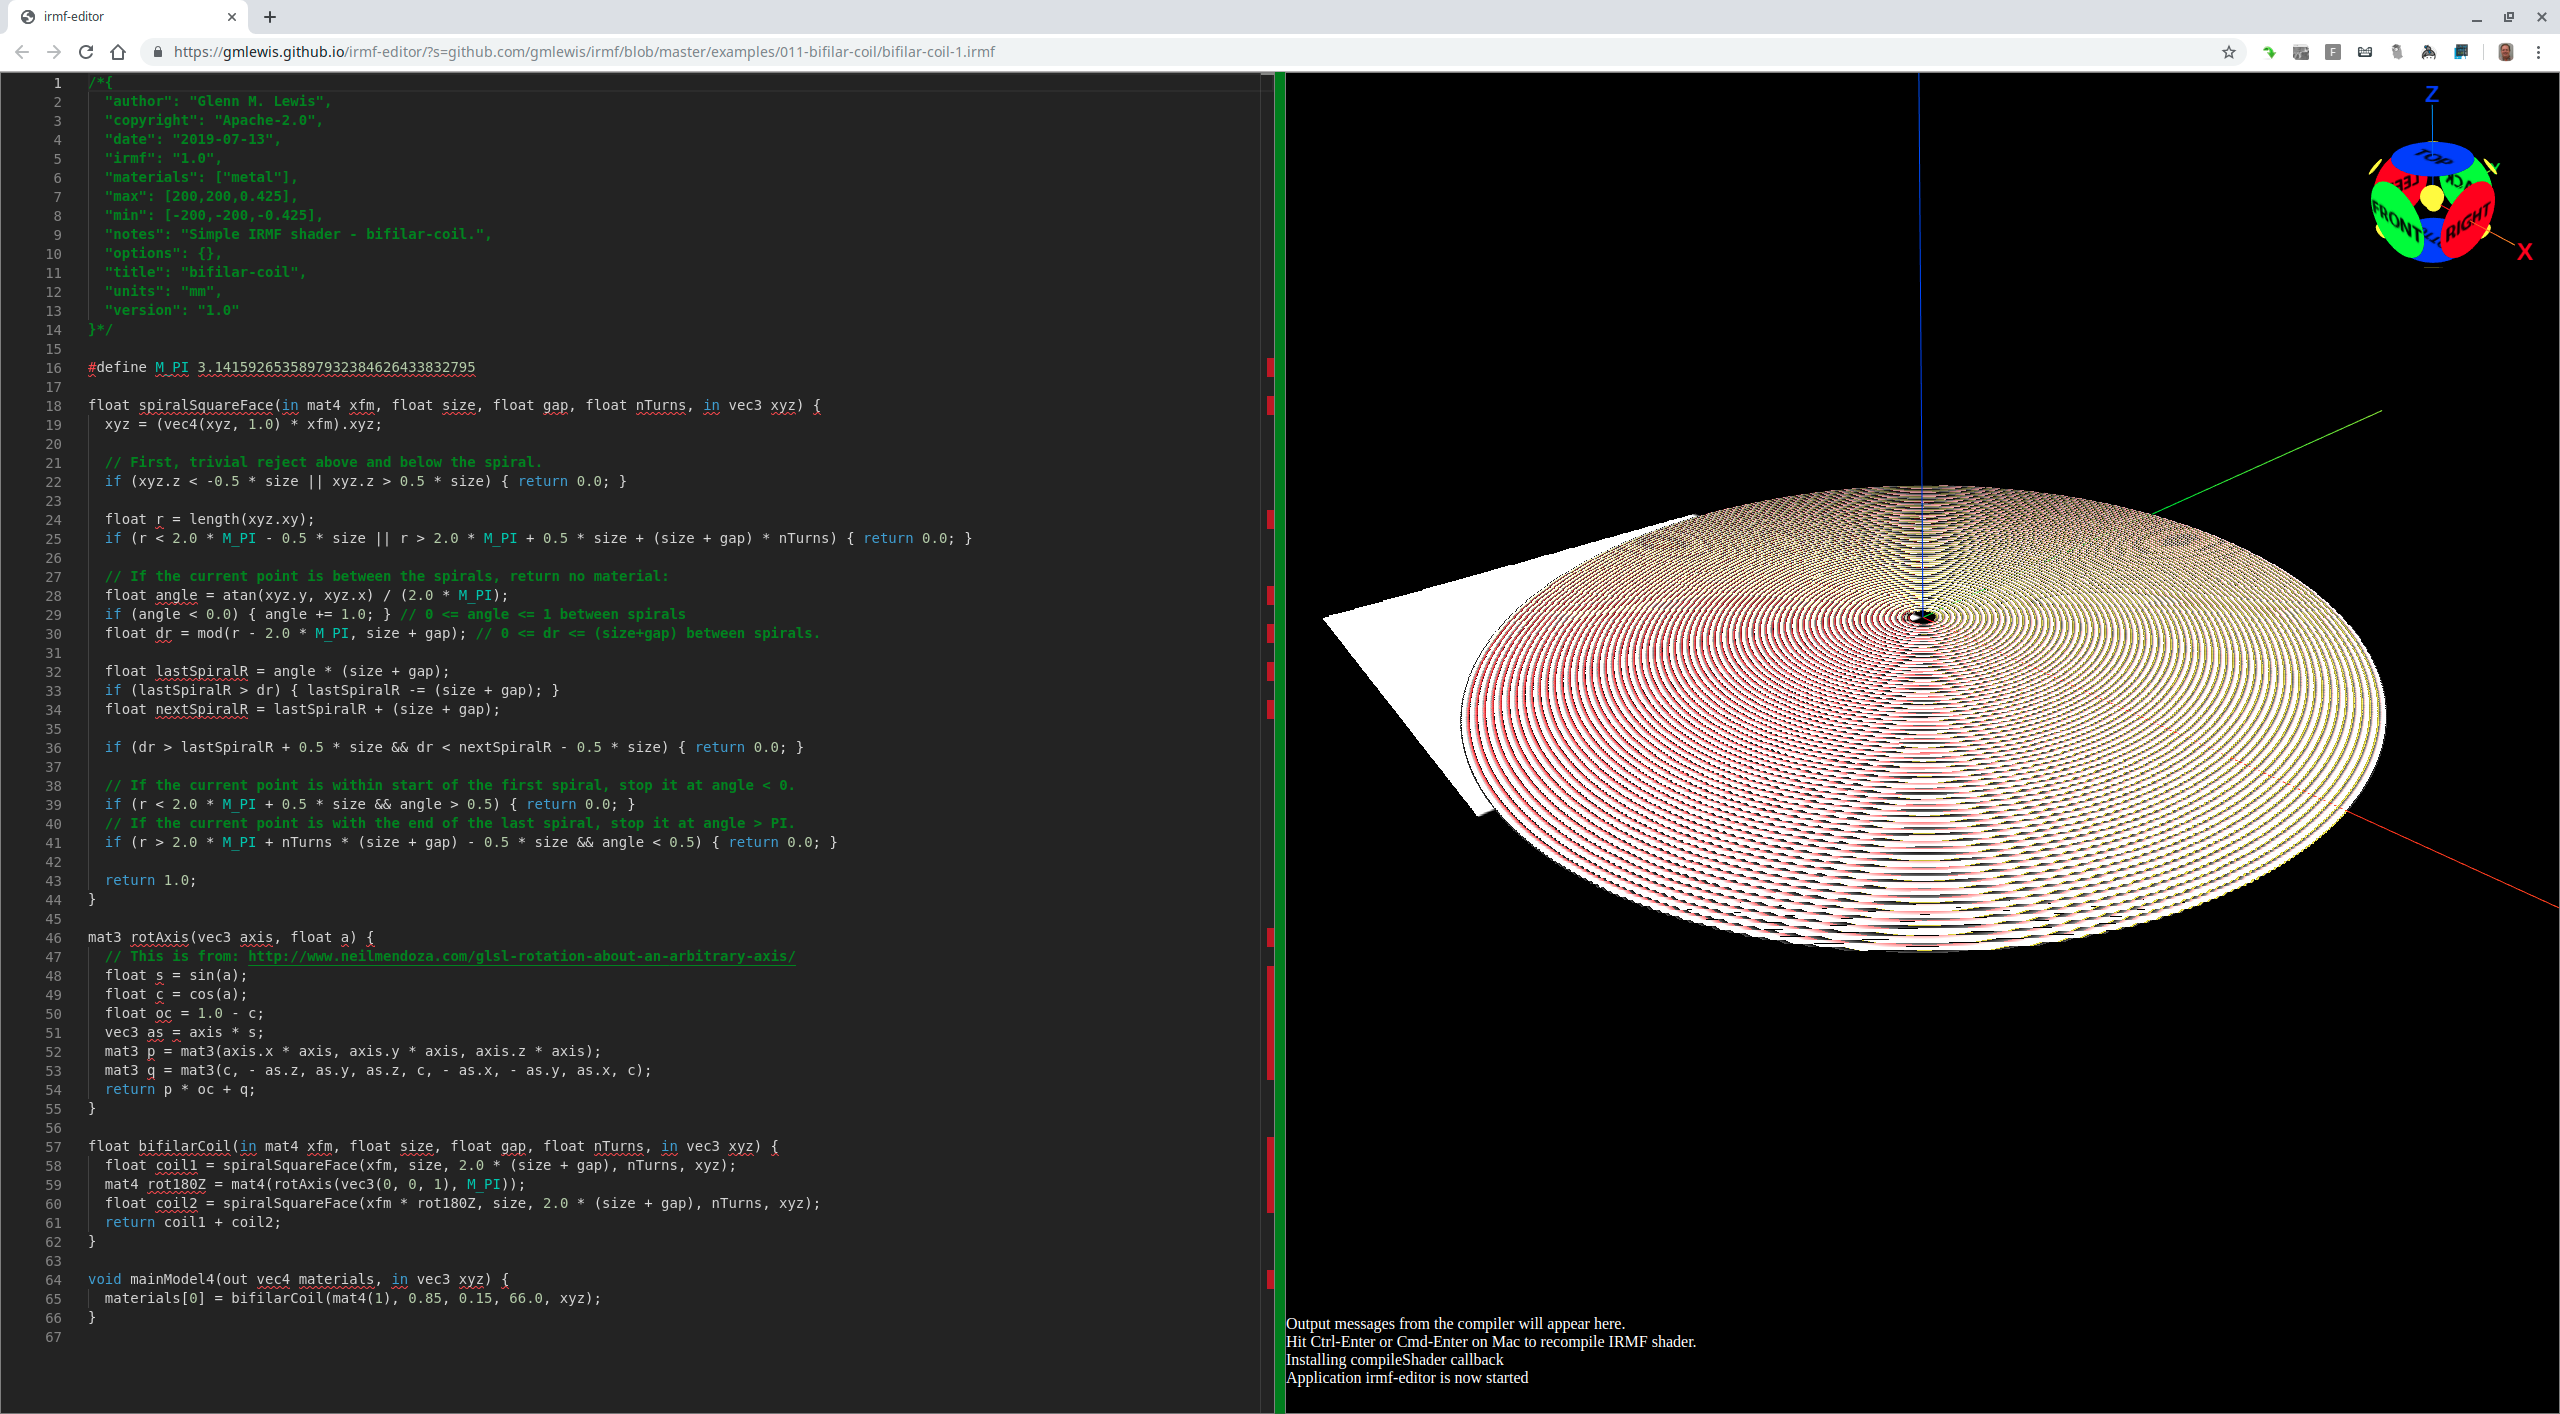 irmf-editor
https://gmlewis.github.io/irmf-editor/?s=github.com/gmlewis/irmf/blob/master/examples/011-bifilar-coil/bifilar-coil-1.irmf
1 /*{
2 "author": "Glenn M. Lewis",
3 "copyright": "Apache-2.0",
4 "date": "2019-07-13",
5 "irmf": "1.0",
6 "materials": ["metal"],
7 "max": [200,200,0.425],
8 "min": [-200,-200,-0.425],
9 "notes": "Simple IRMF shader - bifilar-coil.",
10 "options": {},
11 "title": "bifilar-coil",
12 "units": "mm",
13 "version": "1.0"
14 }*/
15
16 #define M_PI 3.1415926535897932384626433832795
17
18 float spiralSquareFace(in mat4 xfm, float size, float gap, float nTurns, in vec3 xyz) {
19 xyz = (vec4(xyz, 1.0) * xfm).xyz;
20
21 // First, trivial reject above and below the spiral.
22 if (xyz.z < -0.5 * size || xyz.z > 0.5 * size) { return 0.0; }
23
24 float r = length(xyz.xy);
25 if (r < 2.0 * M_PI - 0.5 * size || r > 2.0 * M_PI + 0.5 * size + (size + gap) * nTurns) { return 0.0; }
26
27 // If the current point is between the spirals, return no material:
28 float angle = atan(xyz.y, xyz.x) / (2.0 * M_PI);
29 if (angle < 0.0) { angle += 1.0; } // 0 <= angle <= 1 between spirals
30 float dr = mod(r - 2.0 * M_PI, size + gap); // 0 <= dr <= (size+gap) between spirals.
31
32 float lastSpiralR = angle * (size + gap);
33 if (lastSpiralR > dr) { lastSpiralR -= (size + gap); }
34 float nextSpiralR = lastSpiralR + (size + gap);
35
36 if (dr > lastSpiralR + 0.5 * size && dr < nextSpiralR - 0.5 * size) { return 0.0; }
37
38 // If the current point is within start of the first spiral, stop it at angle < 0.
39 if (r < 2.0 * M_PI + 0.5 * size && angle > 0.5) { return 0.0; }
40 // If the current point is with the end of the last spiral, stop it at angle > PI.
41 if (r > 2.0 * M_PI + nTurns * (size + gap) - 0.5 * size && angle < 0.5) { return 0.0; }
42
43 return 1.0;
44 }
45
46 mat3 rotAxis(vec3 axis, float a) {
47 // This is from: http://www.neilmendoza.com/glsl-rotation-about-an-arbitrary-axis/
48 float s = sin(a);
49 float c = cos(a);
50 float oc = 1.0 - c;
51 vec3 as = axis * s;
52 mat3 p = mat3(axis.x * axis, axis.y * axis, axis.z * axis);
53 mat3 q = mat3(c, - as.z, as.y, as.z, c, - as.x, - as.y, as.x, c);
54 return p * oc + q;
55 }
56
57 float bifilarCoil(in mat4 xfm, float size, float gap, float nTurns, in vec3 xyz) {
58 float coil1 = spiralSquareFace(xfm, size, 2.0 * (size + gap), nTurns, xyz);
59 mat4 rot180Z = mat4(rotAxis(vec3(0, 0, 1), M_PI));
60 float coil2 = spiralSquareFace(xfm * rot180Z, size, 2.0 * (size + gap), nTurns, xyz);
61 return coil1 + coil2;
62 }
63
64 void mainModel4(out vec4 materials, in vec3 xyz) {
65 materials[0] = bifilarCoil(mat4(1), 0.85, 0.15, 66.0, xyz);
66 }
67
Z
TOP
FRONT
RIGHT
X
Output messages from the compiler will appear here.
Hit Ctrl-Enter or Cmd-Enter on Mac to recompile IRMF shader.
Installing compileShader callback
Application irmf-editor is now started